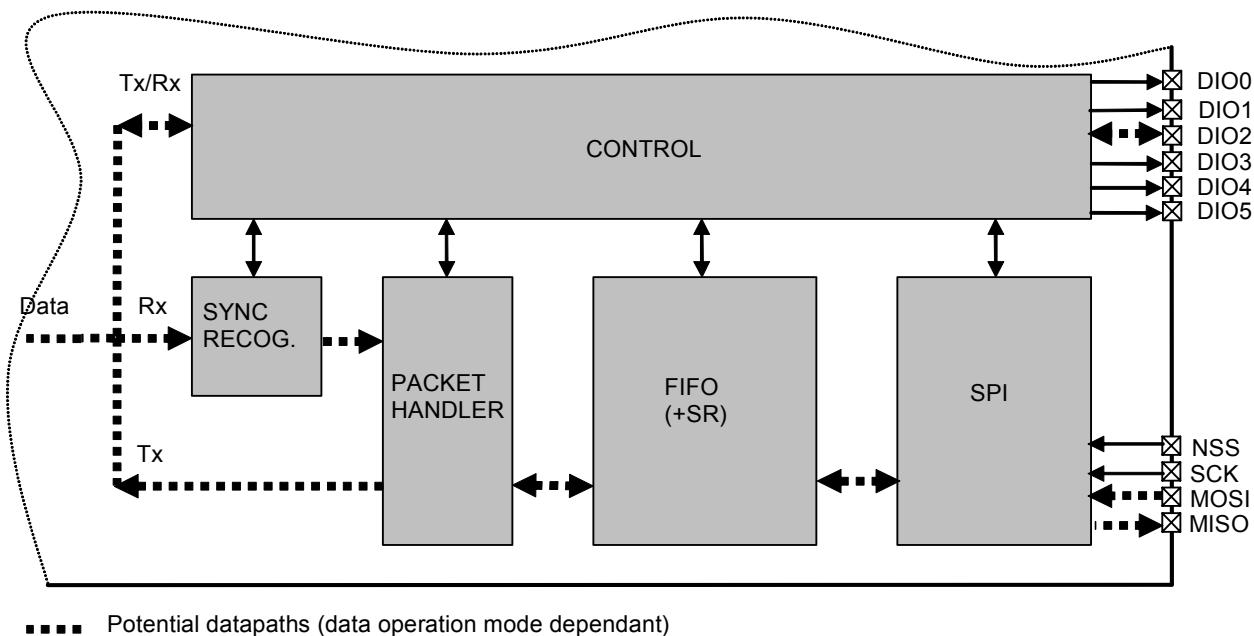 Tx/Rx
CONTROL
DIO0
DIO1
DIO2
DIO3
DIO4
DIO5
Data
Rx
SYNC
RECOG.
PACKET
HANDLER
FIFO
(+SR)
SPI
Tx
NSS
SCK
MOSI
MISO
Potential datapaths (data operation mode dependant)